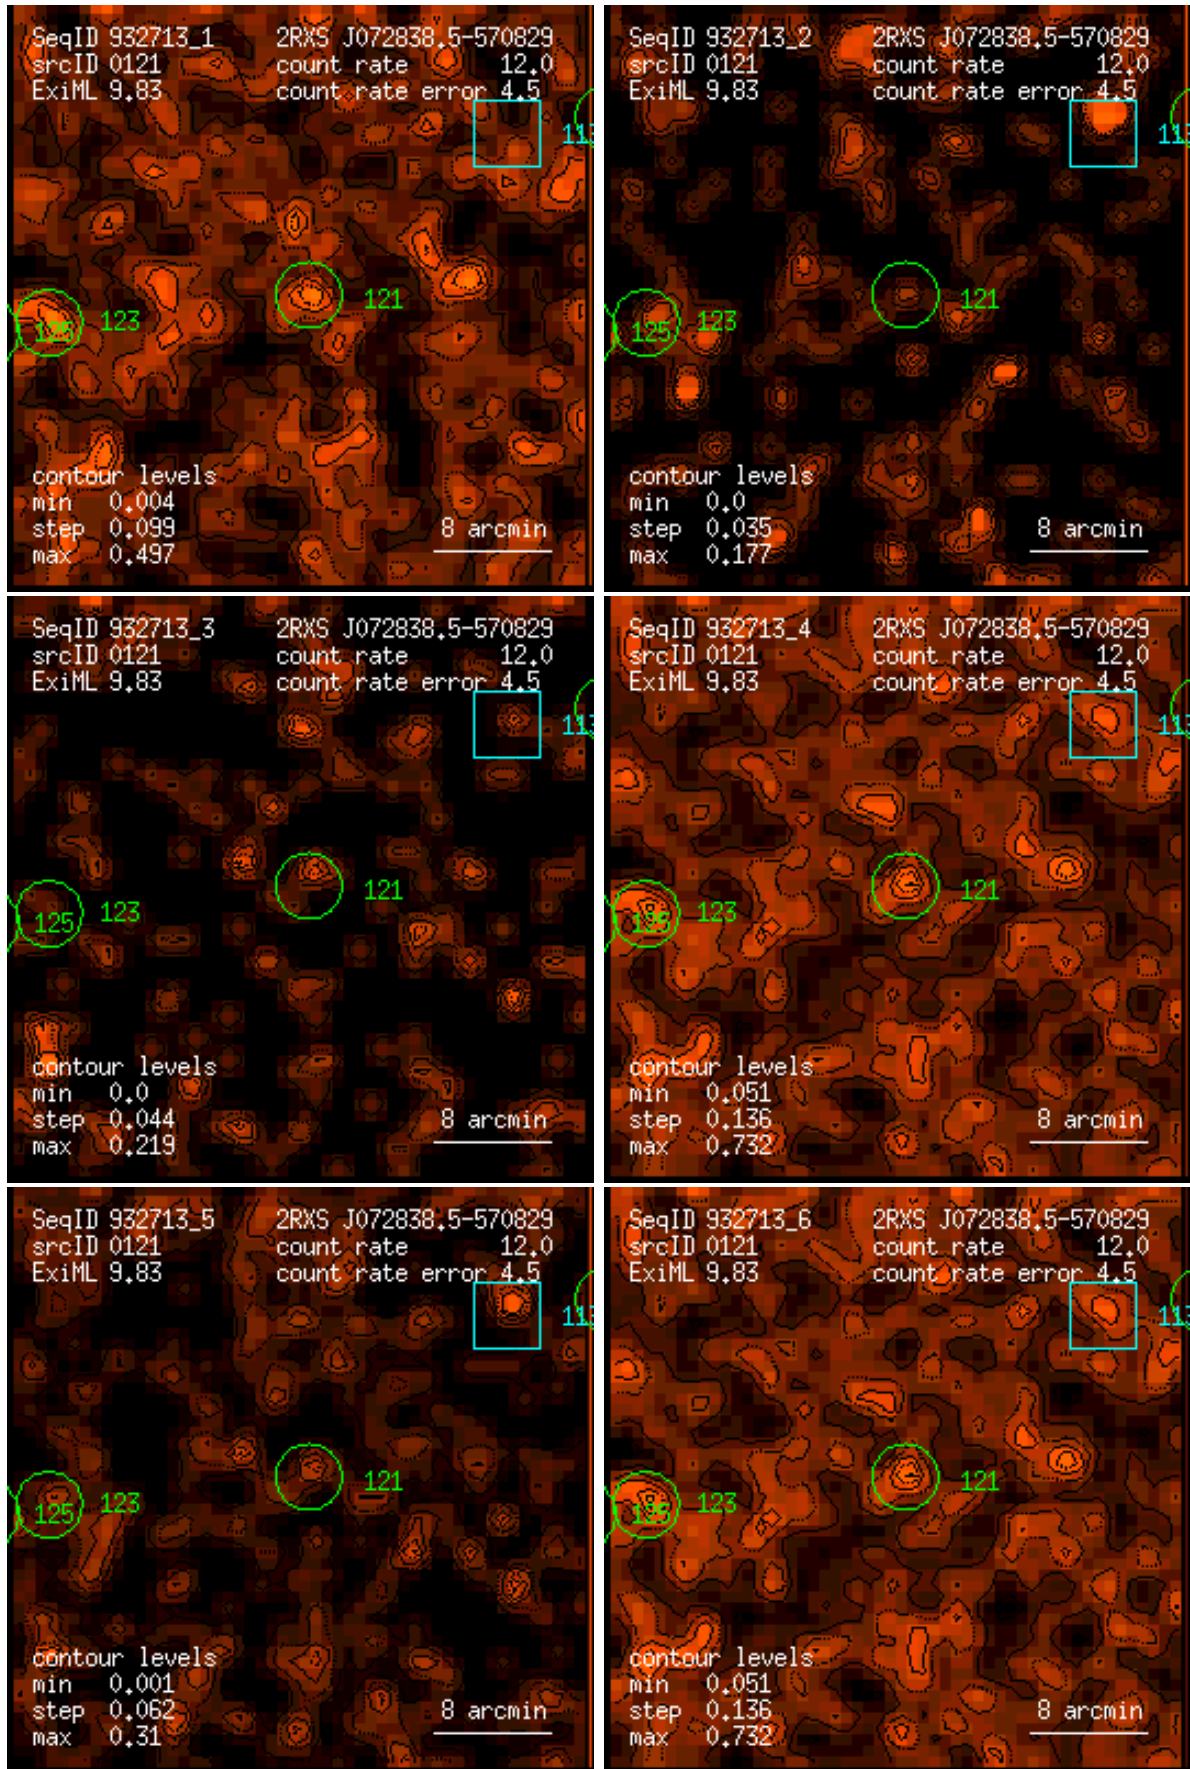 SeqID 932713_1 2RXS J072838.5-570829
srcID 0121 count rate 12.0
ExiML 9.83 count rate error 4.5
113
121
125 123
contour levels
min 0.004
step 0.099 8 arcmin
max 0.497
SeqID 932713_2 2RXS J072838.5-570829
srcID 0121 count rate 12.0
ExiML 9.83 count rate error 4.5
113
121
125 123
contour levels
min 0.0
step 0.035 8 arcmin
max 0.177
SeqID 932713_3 2RXS J072838.5-570829
srcID 0121 count rate 12.0
ExiML 9.83 count rate error 4.5
113
121
125 123
contour levels
min 0.0
step 0.044 8 arcmin
max 0.219
SeqID 932713_4 2RXS J072838.5-570829
srcID 0121 count rate 12.0
ExiML 9.83 count rate error 4.5
113
121
125 123
contour levels
min 0.051
step 0.136 8 arcmin
max 0.732
SeqID 932713_5 2RXS J072838.5-570829
srcID 0121 count rate 12.0
ExiML 9.83 count rate error 4.5
113
121
125 123
contour levels
min 0.001
step 0.062 8 arcmin
max 0.31
SeqID 932713_6 2RXS J072838.5-570829
srcID 0121 count rate 12.0
ExiML 9.83 count rate error 4.5
113
121
125 123
contour levels
min 0.051
step 0.136 8 arcmin
max 0.732